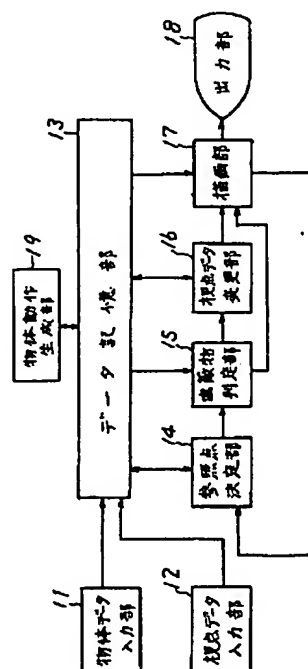 19
物体動作
生成部
13
データ記憶部
11
物体データ
入力部
12
視点データ
入力部
14
参照点
決定部
15
遮蔽物
判定部
16
視点データ
変更部
17
描画部
18
出力部